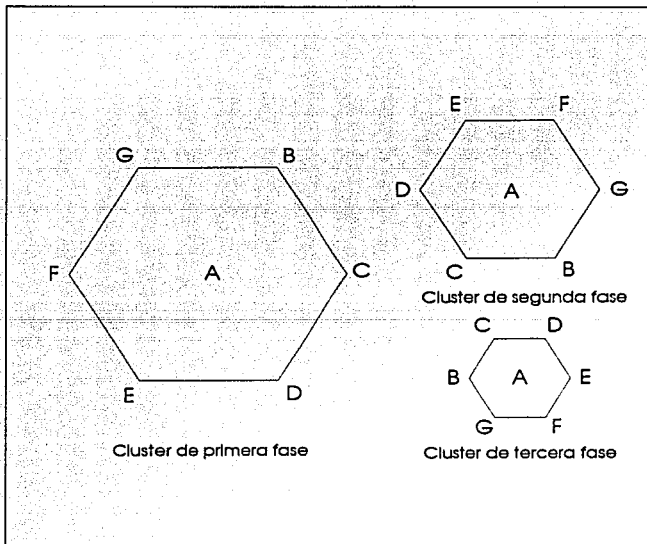 G B
F A C
E D
Cluster de primera fase
E F
D A G
C B
Cluster de segunda fase
C D
B A E
G F
Cluster de tercera fase